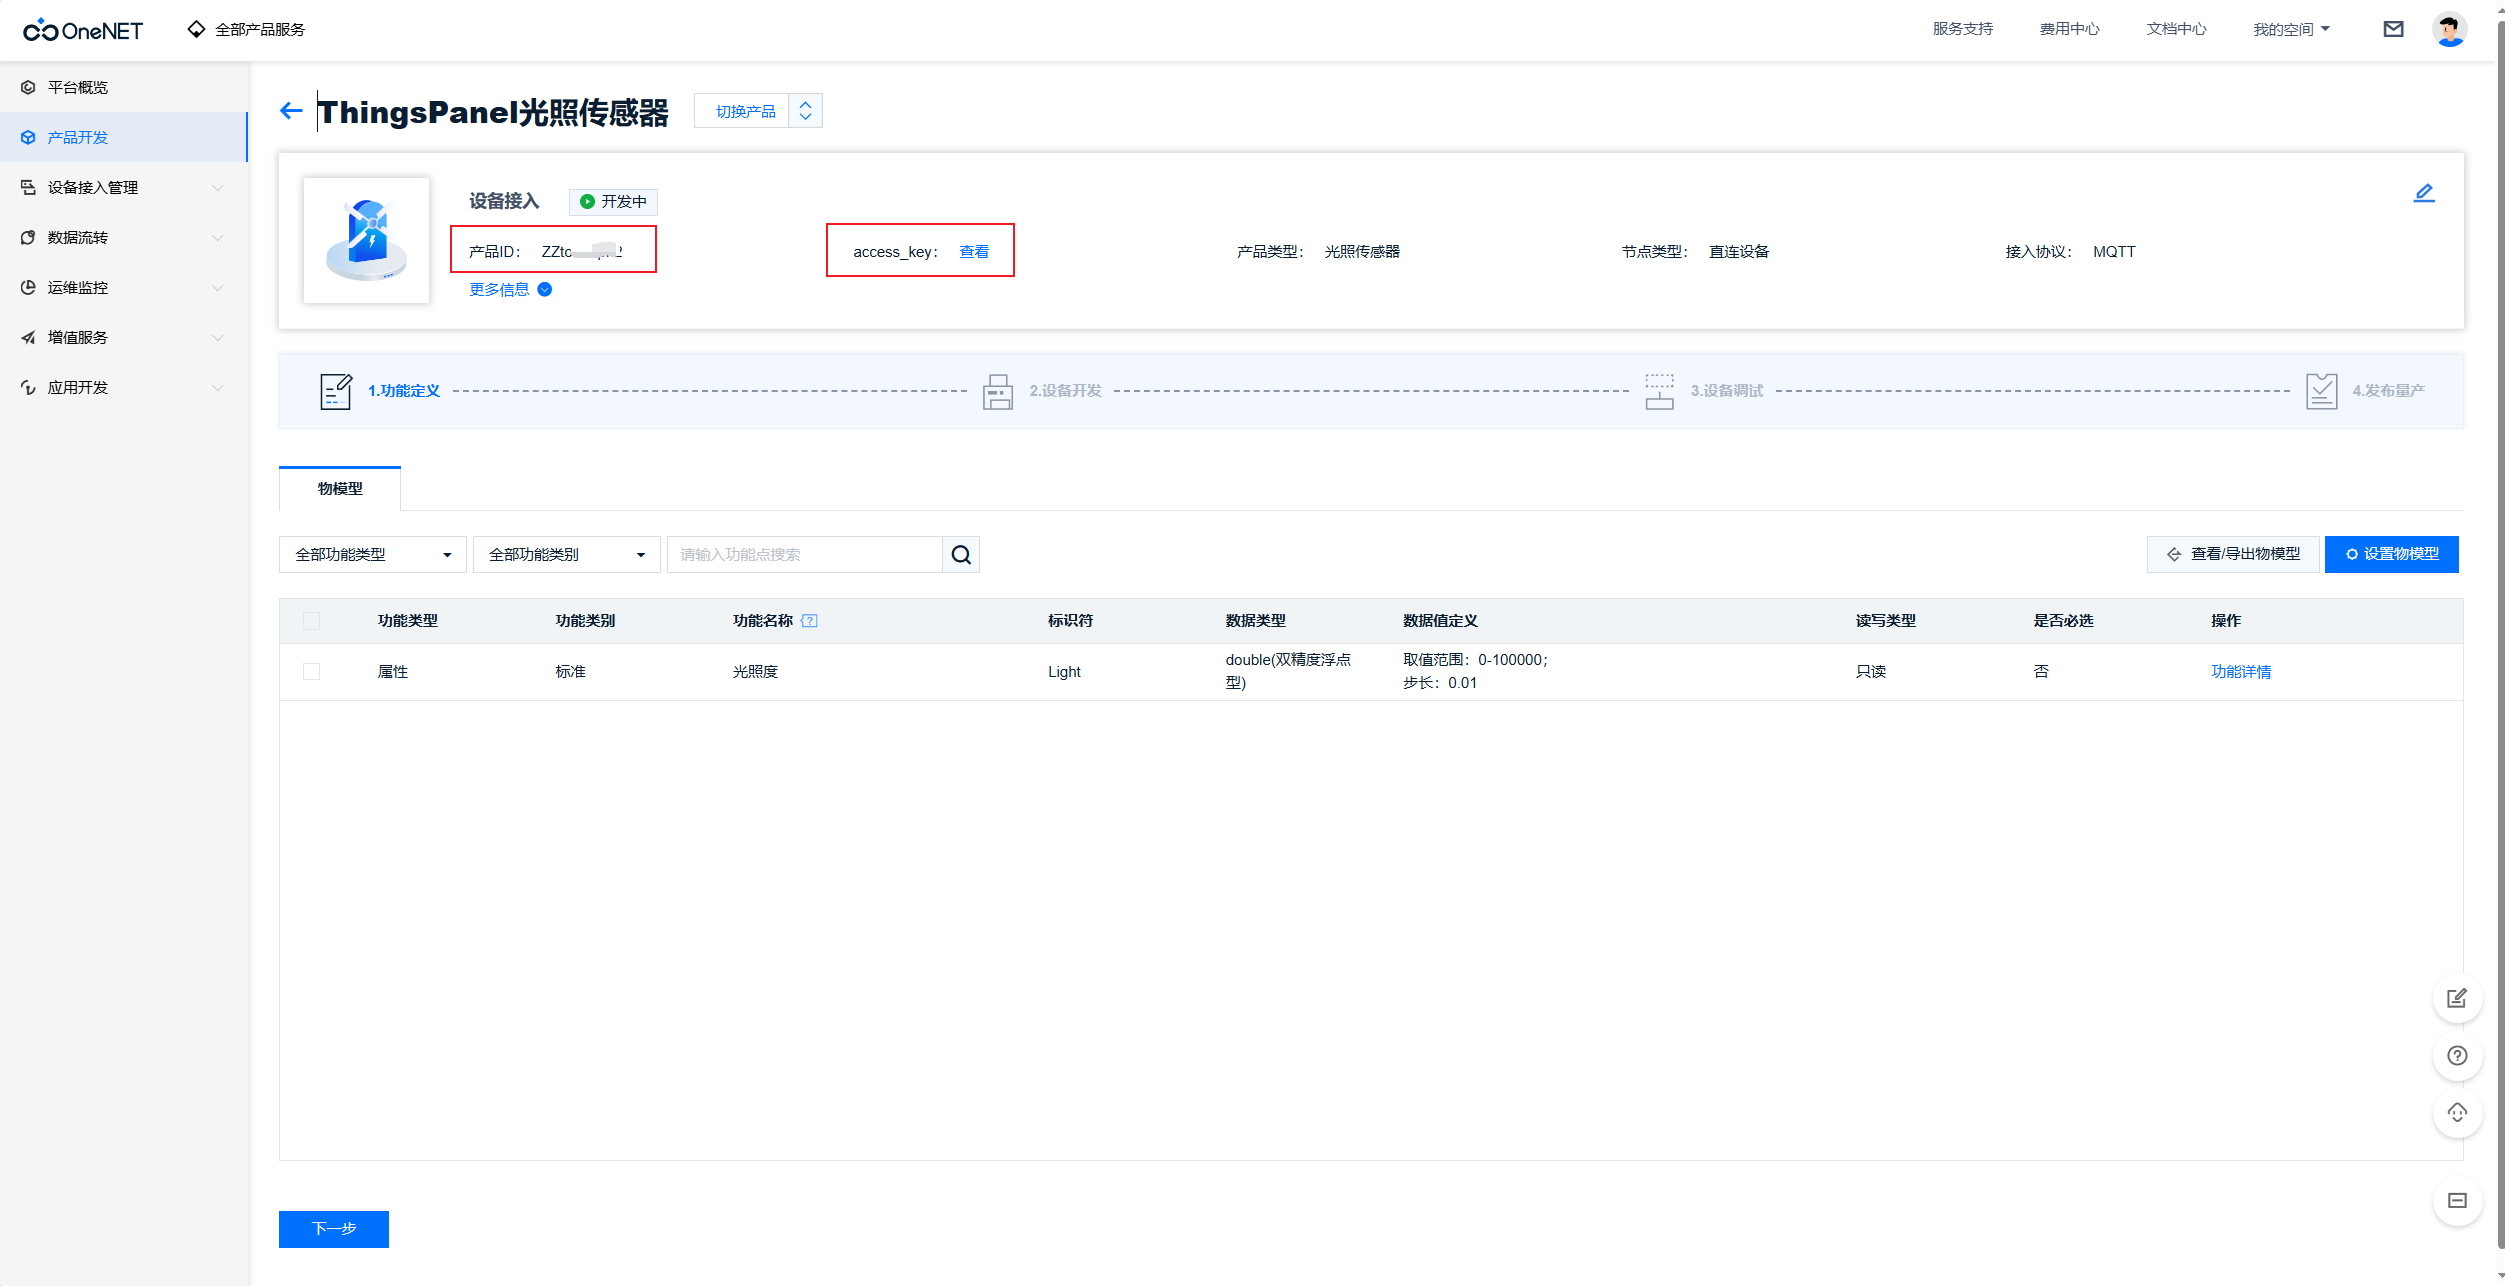 OneNET
全部产品服务
服务支持
费用中心
文档中心
我的空间
平台概览
产品开发
设备接入管理
数据流转
运维监控
增值服务
应用开发
ThingsPanel光照传感器
切换产品
设备接入
开发中
产品ID：
access_key： 查看
产品类型： 光照传感器
节点类型： 直连设备
接入协议： MQTT
更多信息
1.功能定义
2.设备开发
3.设备调试
4.发布量产
物模型
全部功能类型
全部功能类别
请输入功能点搜索
查看/导出物模型
设置物模型
功能类型 功能类别 功能名称 标识符 数据类型 数据值定义 读写类型 是否必选 操作
属性 标准 光照度 Light double(双精度浮点型) 取值范围：0-100000； 步长：0.01 只读 否 功能详情
下一步